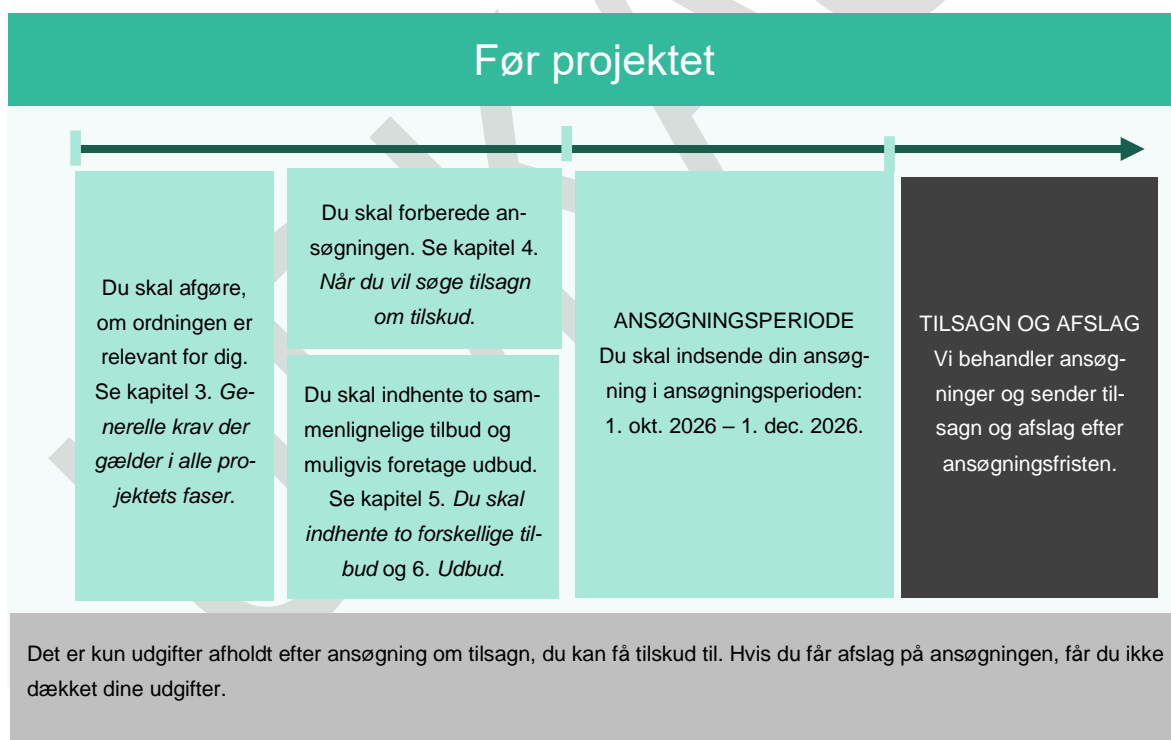 Før projektet
Du skal afgøre,
om ordningen er
relevant for dig.
Se kapitel 3. Ge-
nerelle krav der
gælder i alle pro-
jektets faser.
Du skal forberede an-
søgningen. Se kapitel 4.
Når du vil søge tilsagn
om tilskud.
Du skal indhente to sam-
menlignelige tilbud og
muligvis foretage udbud.
Se kapitel 5. Du skal
indhente to forskellige til-
bud og 6. Udbud.
ANSØGNINGSPERIODE
Du skal indsende din ansøg-
ning i ansøgningsperioden:
1. okt. 2026 – 1. dec. 2026.
TILSAGN OG AFSLAG
Vi behandler ansøg-
ninger og sender til-
sagn og afslag efter
ansøgningsfristen.
Det er kun udgifter afholdt efter ansøgning om tilsagn, du kan få tilskud til. Hvis du får afslag på ansøgningen, får du ikke
dækket dine udgifter.